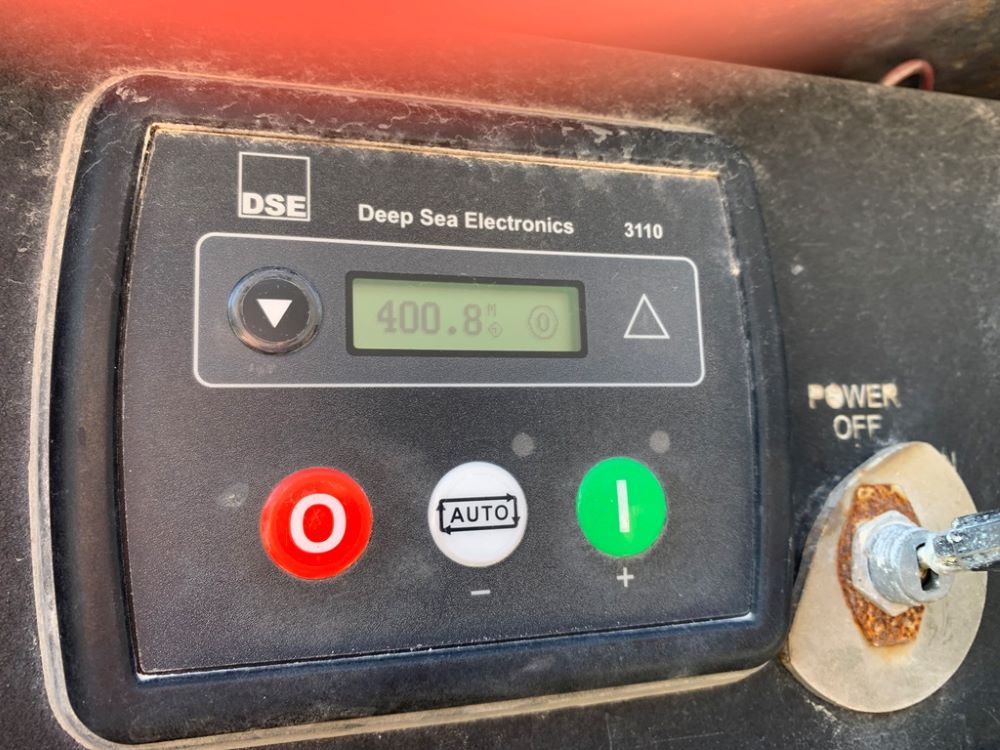 DSE
Deep Sea Electronics
3110
400.8
O
AUTO
I
−
+
POWER
OFF